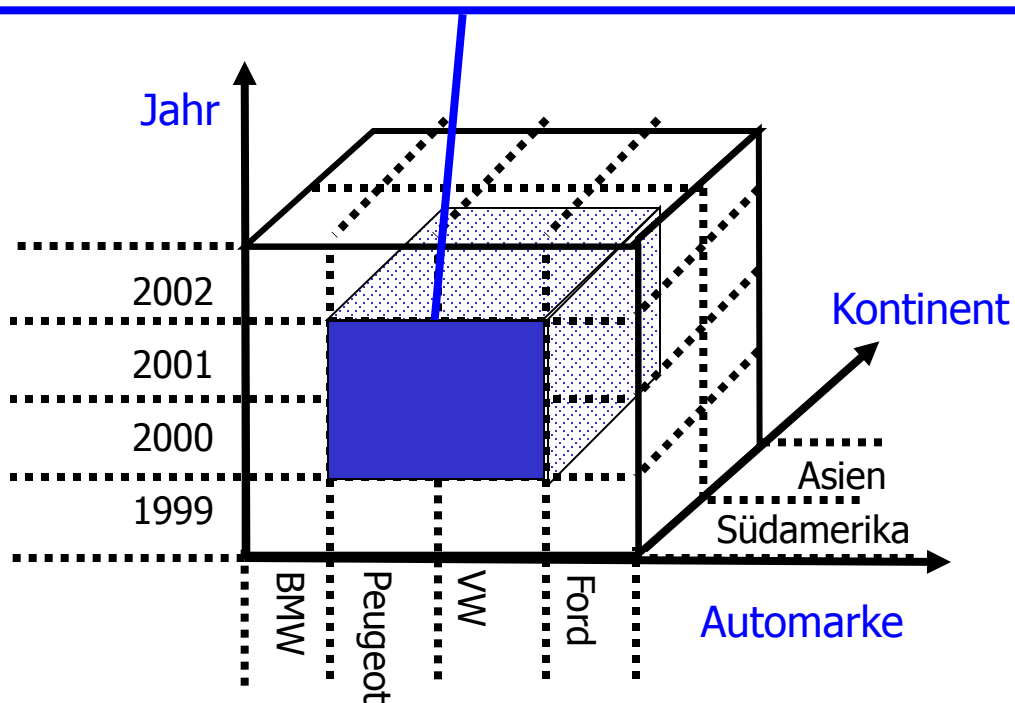 Jahr
2002
Kontinent
2001
2000
Asien
1999
Südamerika
BMW
Peugeot
VW
Ford
Automarke